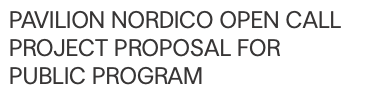 PAVILION NORDICO OPEN CALL
PROJECT PROPOSAL FOR
PUBLIC PROGRAM